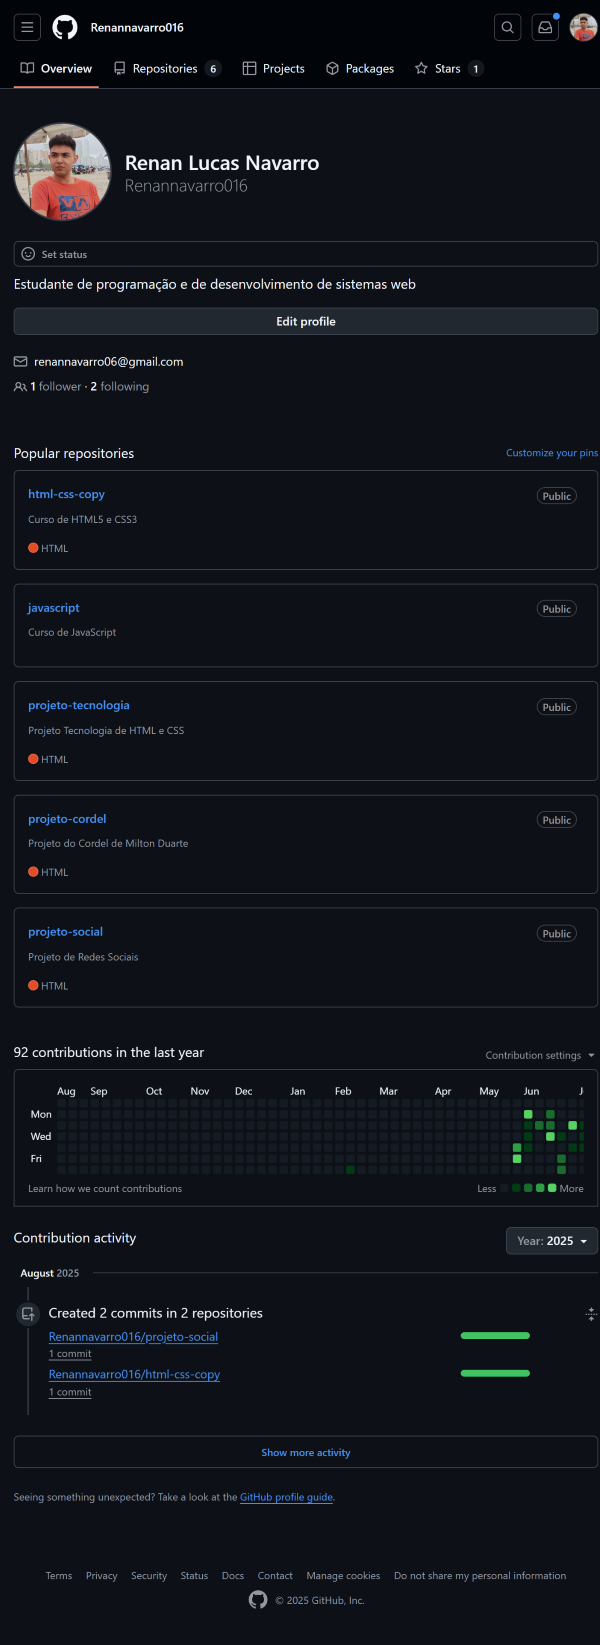 Renannavarro016
Overview Repositories 6 Projects Packages Stars 1
Renan Lucas Navarro
Renannavarro016
Set status
Estudante de programação e de desenvolvimento de sistemas web
Edit profile
renannavarro06@gmail.com
1 follower · 2 following
Popular repositories Customize your pins
html-css-copy Public
Curso de HTML5 e CSS3
HTML
javascript Public
Curso de JavaScript
projeto-tecnologia Public
Projeto Tecnologia de HTML e CSS
HTML
projeto-cordel Public
Projeto do Cordel de Milton Duarte
HTML
projeto-social Public
Projeto de Redes Sociais
HTML
92 contributions in the last year Contribution settings
Aug Sep Oct Nov Dec Jan Feb Mar Apr May Jun
Mon
Wed
Fri
Learn how we count contributions Less More
Contribution activity Year: 2025
August 2025
Created 2 commits in 2 repositories
Renannavarro016/projeto-social
1 commit
Renannavarro016/html-css-copy
1 commit
Show more activity
Seeing something unexpected? Take a look at the GitHub profile guide.
Terms Privacy Security Status Docs Contact Manage cookies Do not share my personal information
© 2025 GitHub, Inc.